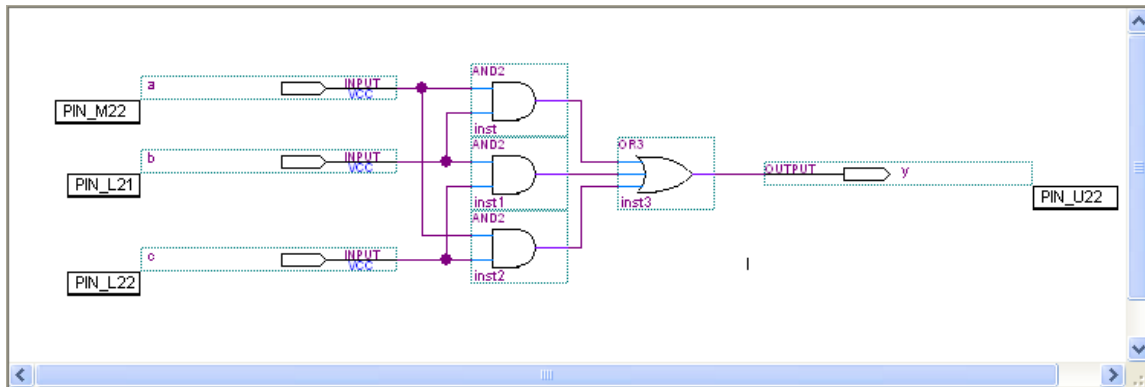 a
INPUT
VCC
PIN_M22
AND2
inst
b
INPUT
VCC
PIN_L21
AND2
inst1
OR3
inst3
OUTPUT
y
PIN_U22
AND2
inst2
c
INPUT
VCC
PIN_L22